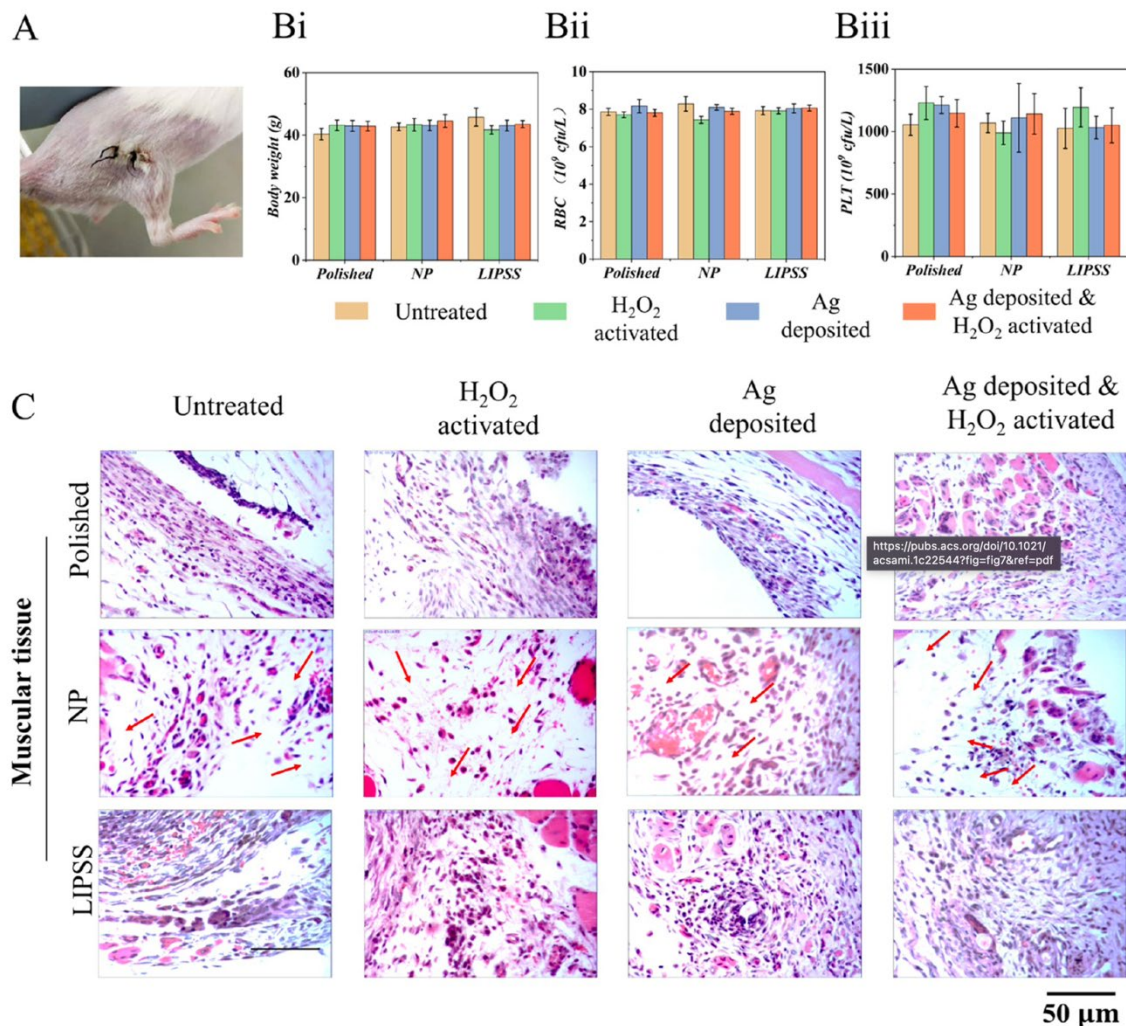 A
Bi
Bii
Biii
60
40
20
0
Body weight (g)
Polished NP LIPSS
10
8
6
4
2
0
RBC (10⁹ cfu/L)
Polished NP LIPSS
1500
1000
500
0
PLT (10⁹ cfu/L)
Polished NP LIPSS
Untreated
H₂O₂
activated
Ag
deposited
Ag deposited &
H₂O₂ activated
C
Untreated
H₂O₂
activated
Ag
deposited
Ag deposited &
H₂O₂ activated
Muscular tissue
Polished
https://pubs.acs.org/doi/10.1021/
acsami.1c22544?fig=fig7&ref=pdf
NP
LIPSS
50 μm